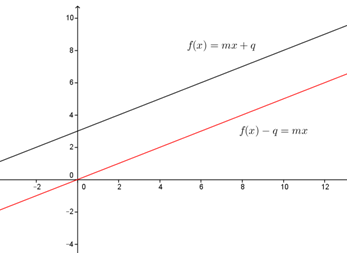 10
f(x) = mx + q
8
6
4
f(x) − q = mx
2
0
−2 0 2 4 6 8 10 12
−2
−4